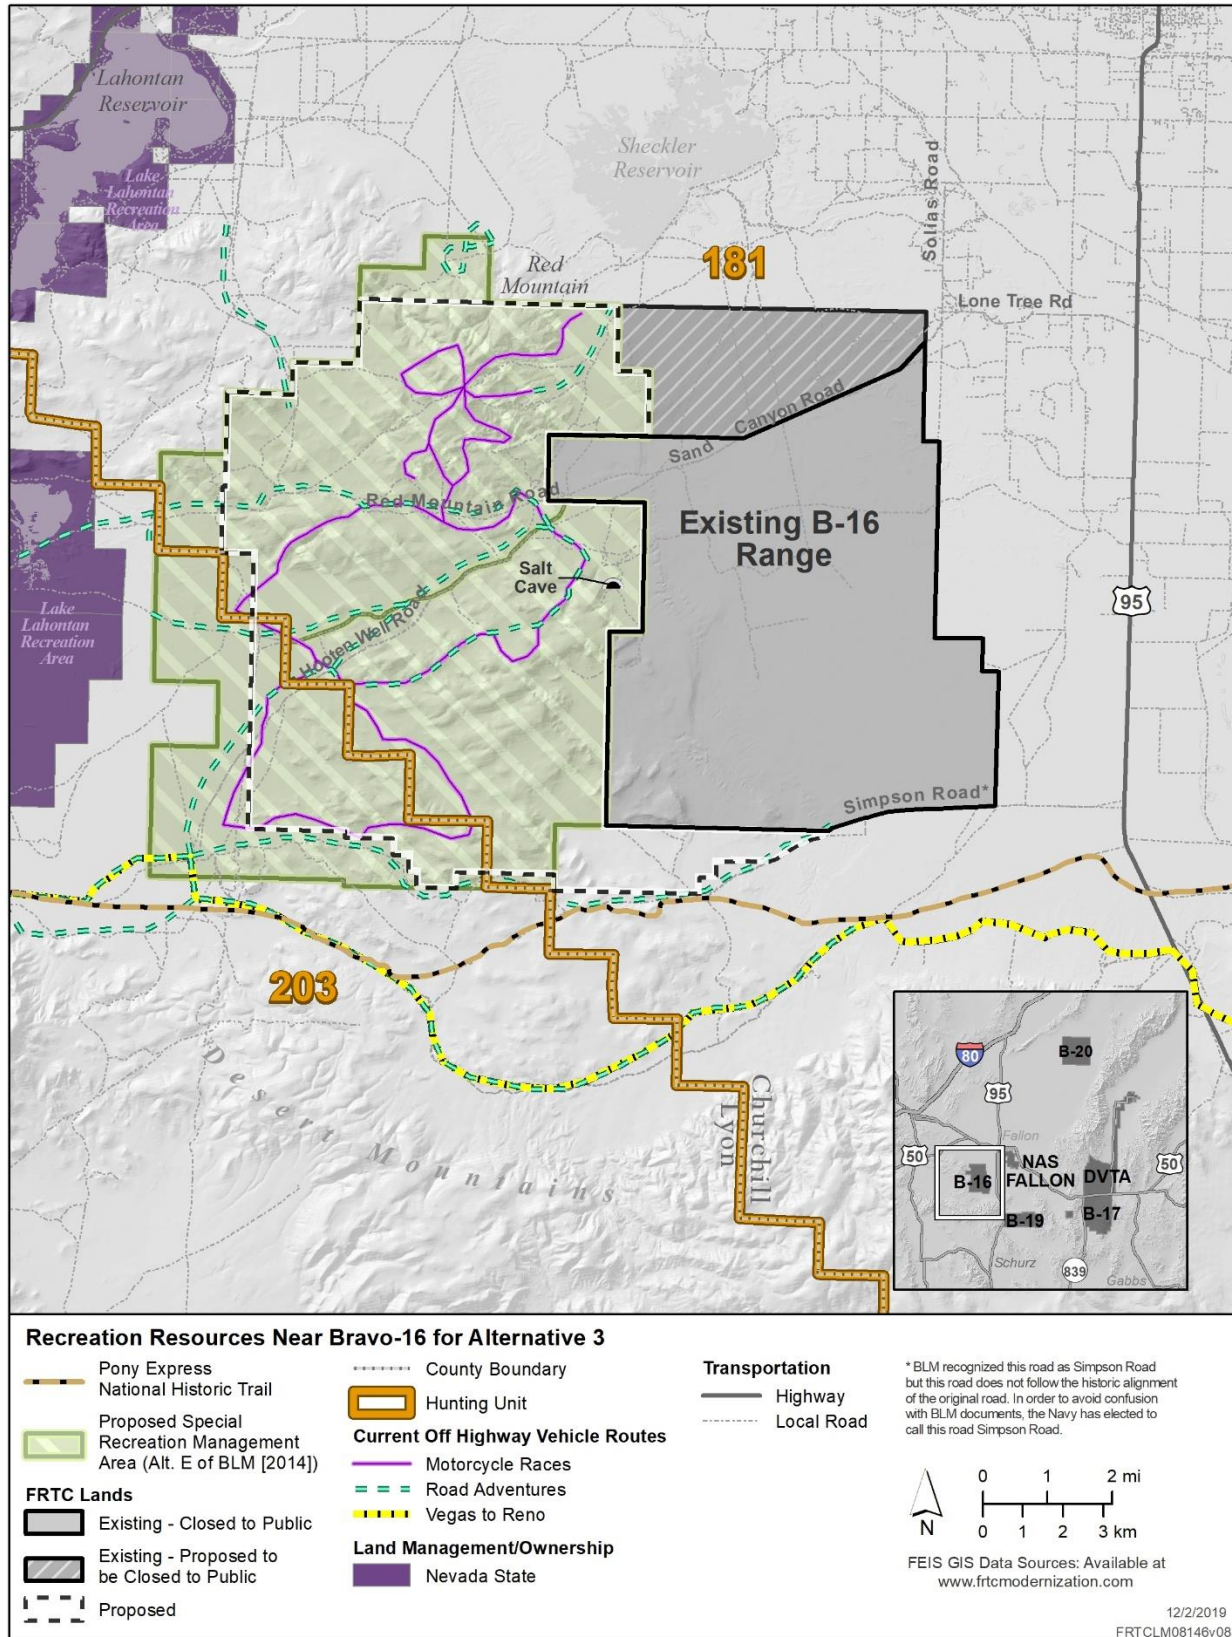 Lahontan
Reservoir
Lake
Lahontan
Recreation
Area
Sheckler
Reservoir
Solias Road
181
Red
Mountain
Lone Tree Rd
Sand Canyon Road
Red Mountain Road
Existing B-16
Range
Salt
Cave
95
Hooten Well Road
Lake
Lahontan
Recreation
Area
Simpson Road*
203
Desert Mountains
Churchill
Lyon
80
B-20
95
Fallon
50
NAS
FALLON
DVTA
50
B-16
B-19
B-17
Schurz
839
Gabbs
Recreation Resources Near Bravo-16 for Alternative 3
Pony Express
National Historic Trail
Proposed Special
Recreation Management
Area (Alt. E of BLM [2014])
FRTC Lands
Existing - Closed to Public
Existing - Proposed to
be Closed to Public
Proposed
County Boundary
Hunting Unit
Current Off Highway Vehicle Routes
Motorcycle Races
Road Adventures
Vegas to Reno
Land Management/Ownership
Nevada State
Transportation
Highway
Local Road
* BLM recognized this road as Simpson Road
but this road does not follow the historic alignment
of the original road. In order to avoid confusion
with BLM documents, the Navy has elected to
call this road Simpson Road.
N
0 1 2 mi
0 1 2 3 km
FEIS GIS Data Sources: Available at
www.frtcmodernization.com
12/2/2019
FRTCLM08146v08